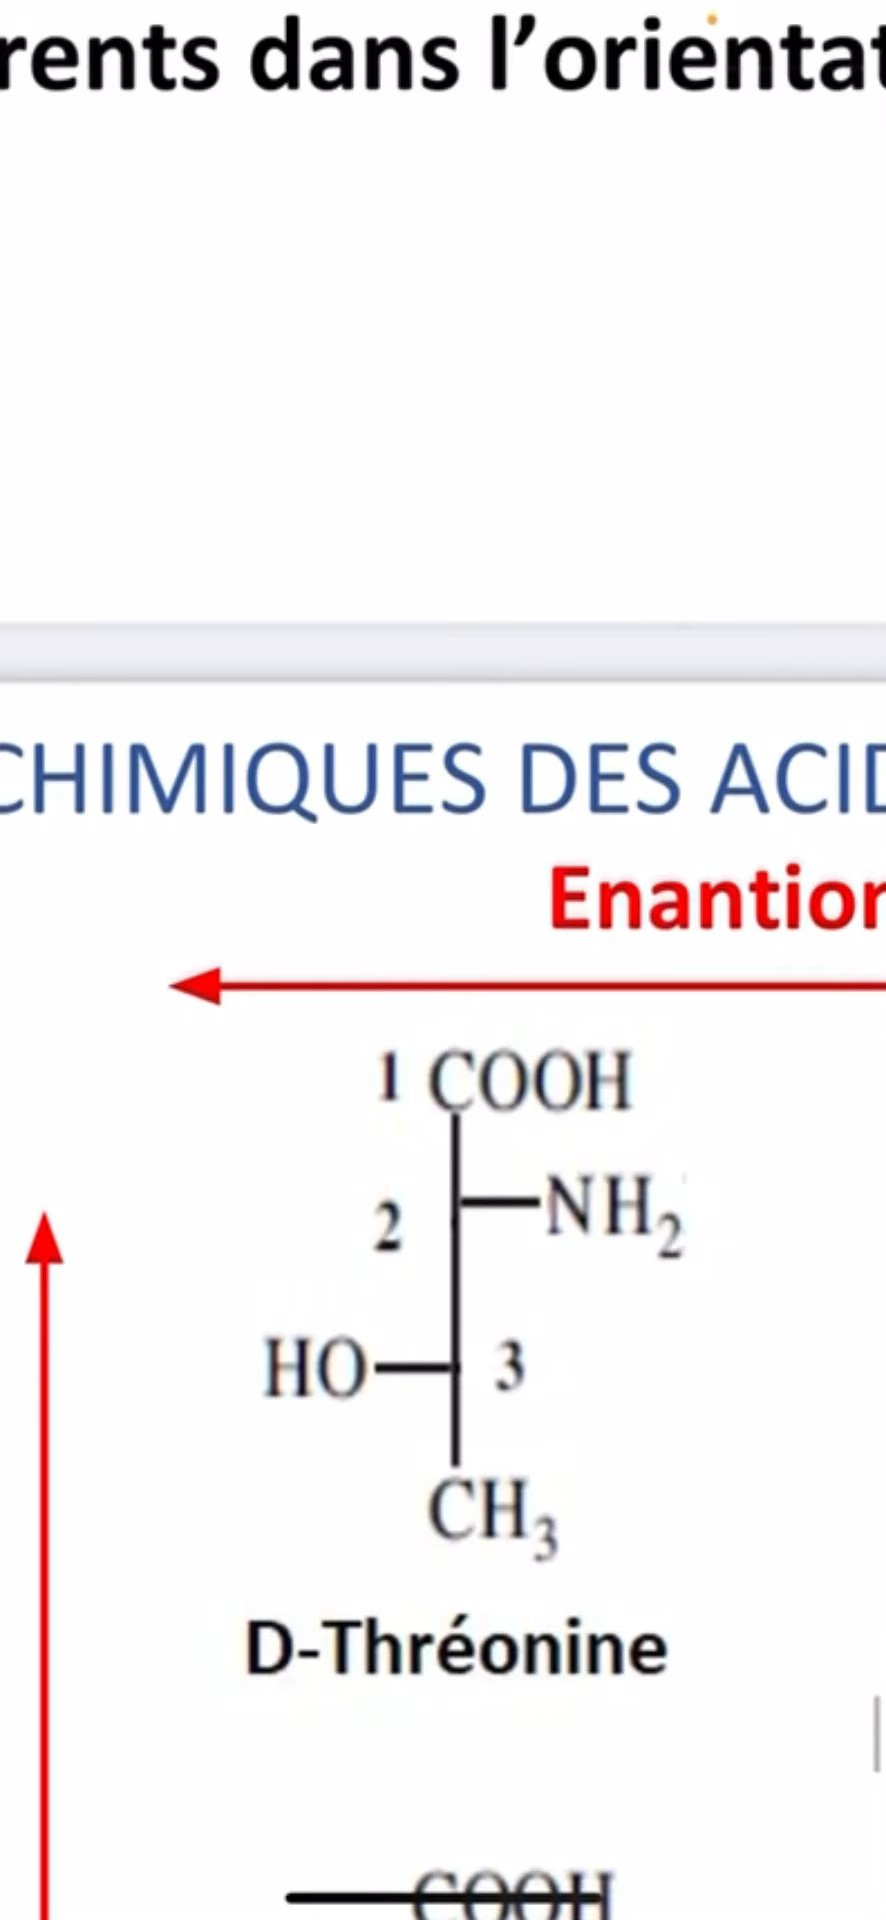 rents dans l'orientat
CHIMIQUES DES ACID
Enantior
1 COOH
2 NH₂
HO 3
CH₃
D-Thréonine
COOH